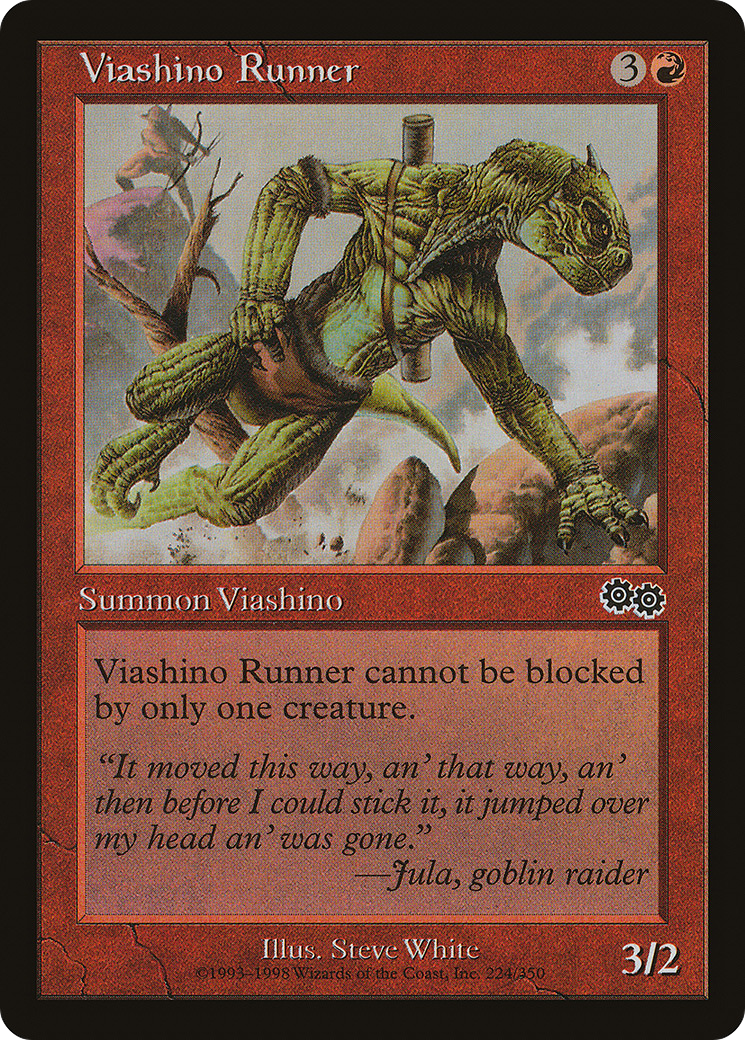 Viashino Runner
3
Summon Viashino
Viashino Runner cannot be blocked
by only one creature.
“It moved this way, an’ that way, an’
then before I could stick it, it jumped over
my head an’ was gone.”
—Jula, goblin raider
Illus. Steve White
©1993–1998 Wizards of the Coast, Inc. 224/350
3/2